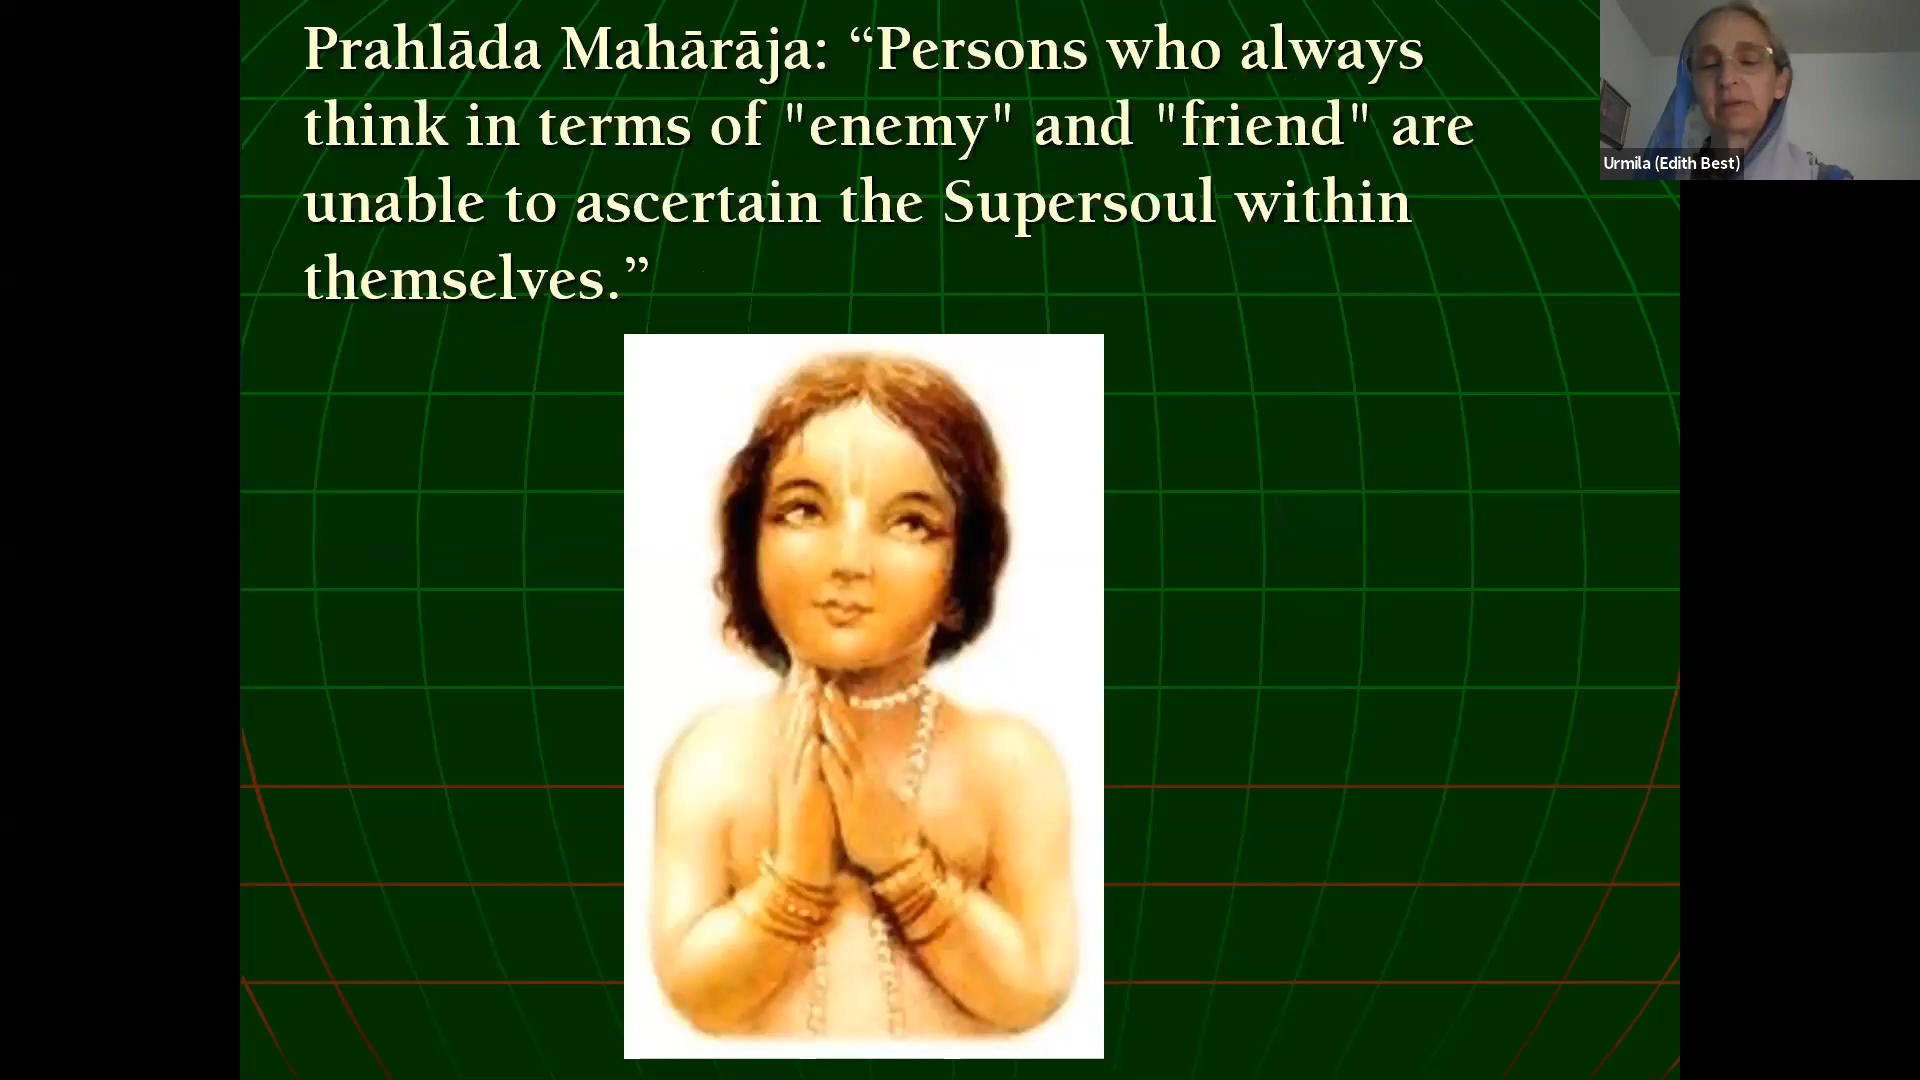 Prahlāda Mahārāja: “Persons who always
think in terms of "enemy" and "friend" are
unable to ascertain the Supersoul within
themselves.”
Urmila (Edith Best)